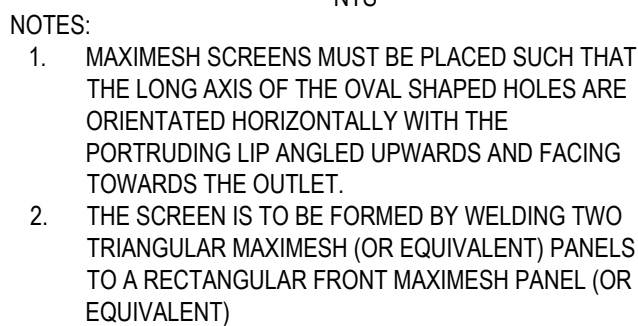 NTS
NOTES:
1. MAXIMESH SCREENS MUST BE PLACED SUCH THAT
THE LONG AXIS OF THE OVAL SHAPED HOLES ARE
ORIENTATED HORIZONTALLY WITH THE
PORTRUDING LIP ANGLED UPWARDS AND FACING
TOWARDS THE OUTLET.
2. THE SCREEN IS TO BE FORMED BY WELDING TWO
TRIANGULAR MAXIMESH (OR EQUIVALENT) PANELS
TO A RECTANGULAR FRONT MAXIMESH PANEL (OR
EQUIVALENT)